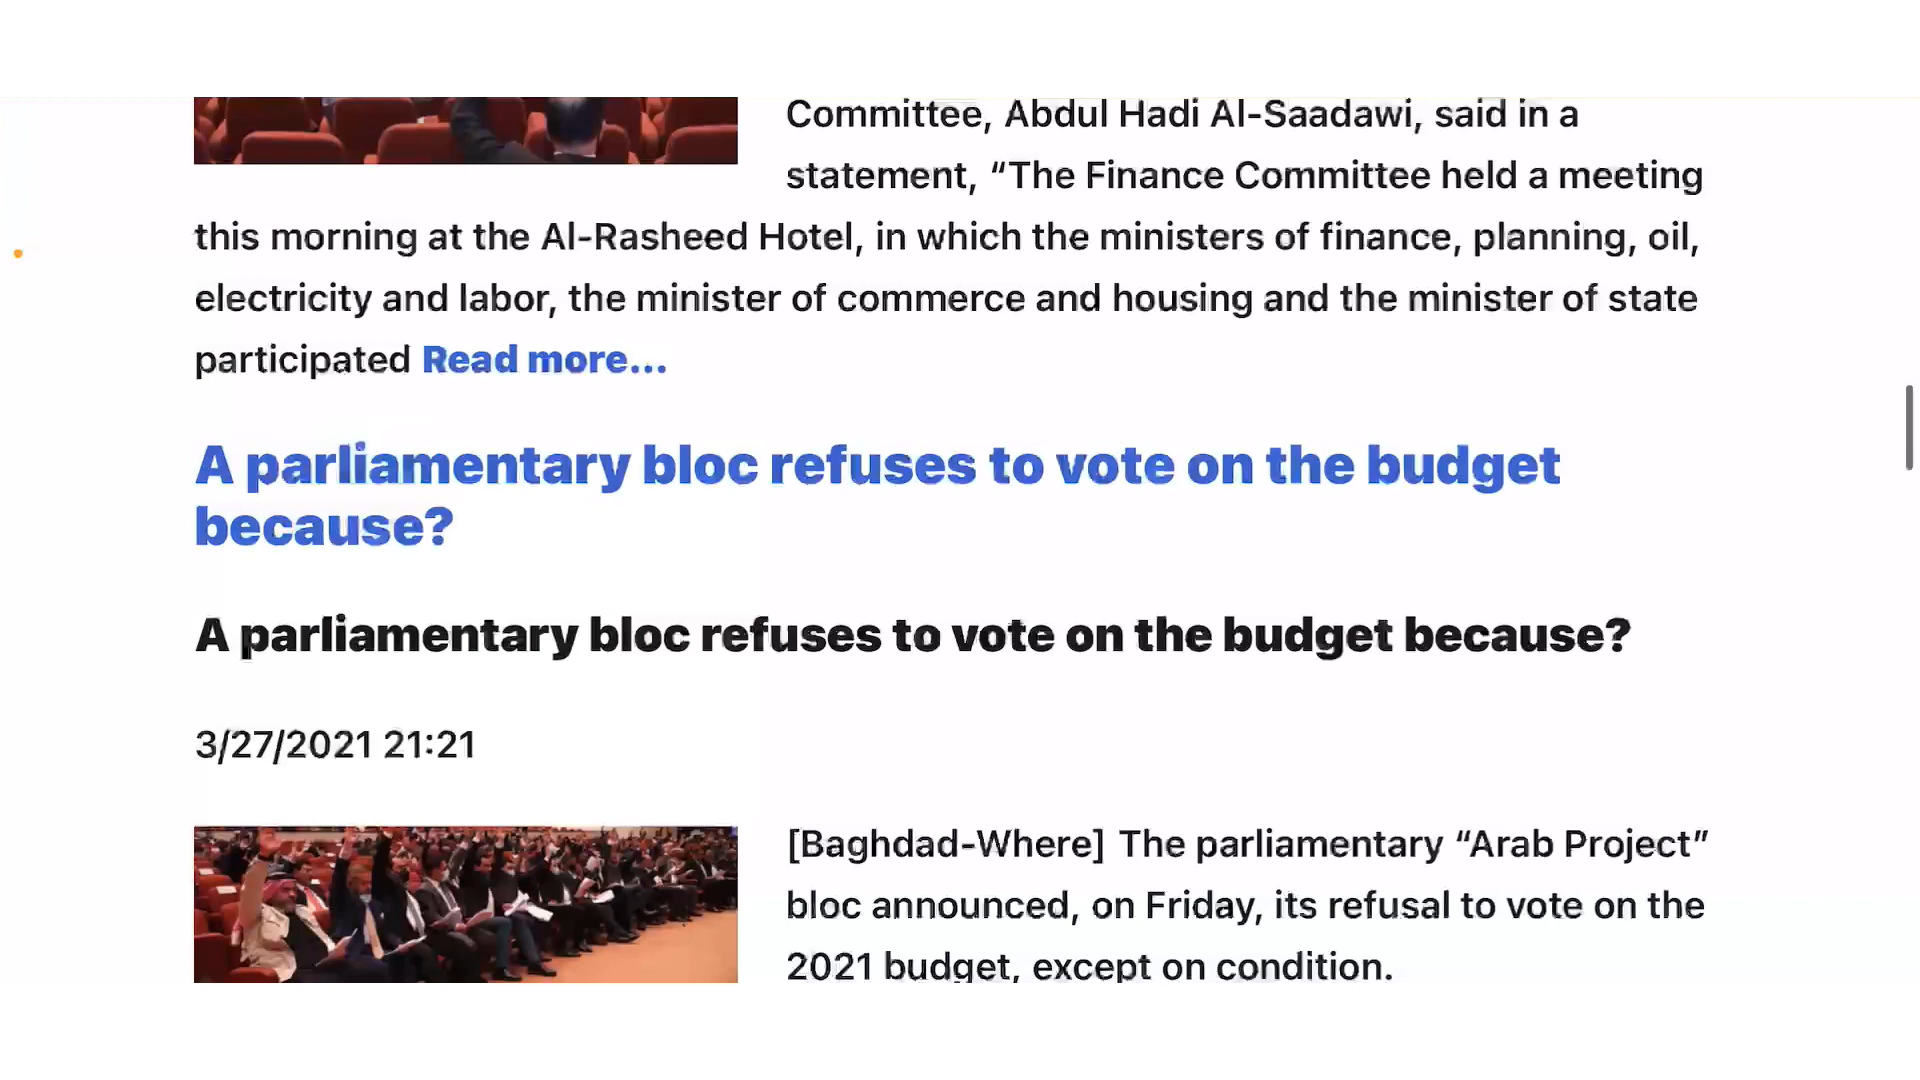 Committee, Abdul Hadi Al-Saadawi, said in a
statement, “The Finance Committee held a meeting
this morning at the Al-Rasheed Hotel, in which the ministers of finance, planning, oil,
electricity and labor, the minister of commerce and housing and the minister of state
participated Read more...
A parliamentary bloc refuses to vote on the budget
because?
A parliamentary bloc refuses to vote on the budget because?
3/27/2021 21:21
[Baghdad-Where] The parliamentary “Arab Project”
bloc announced, on Friday, its refusal to vote on the
2021 budget, except on condition.